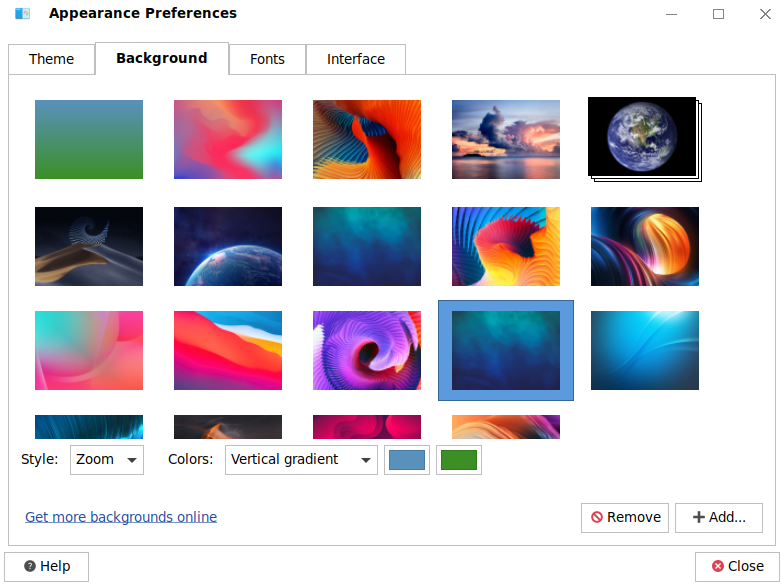 Appearance Preferences
Theme Background Fonts Interface
Style: Zoom Colors: Vertical gradient
Get more backgrounds online Remove Add...
Help Close